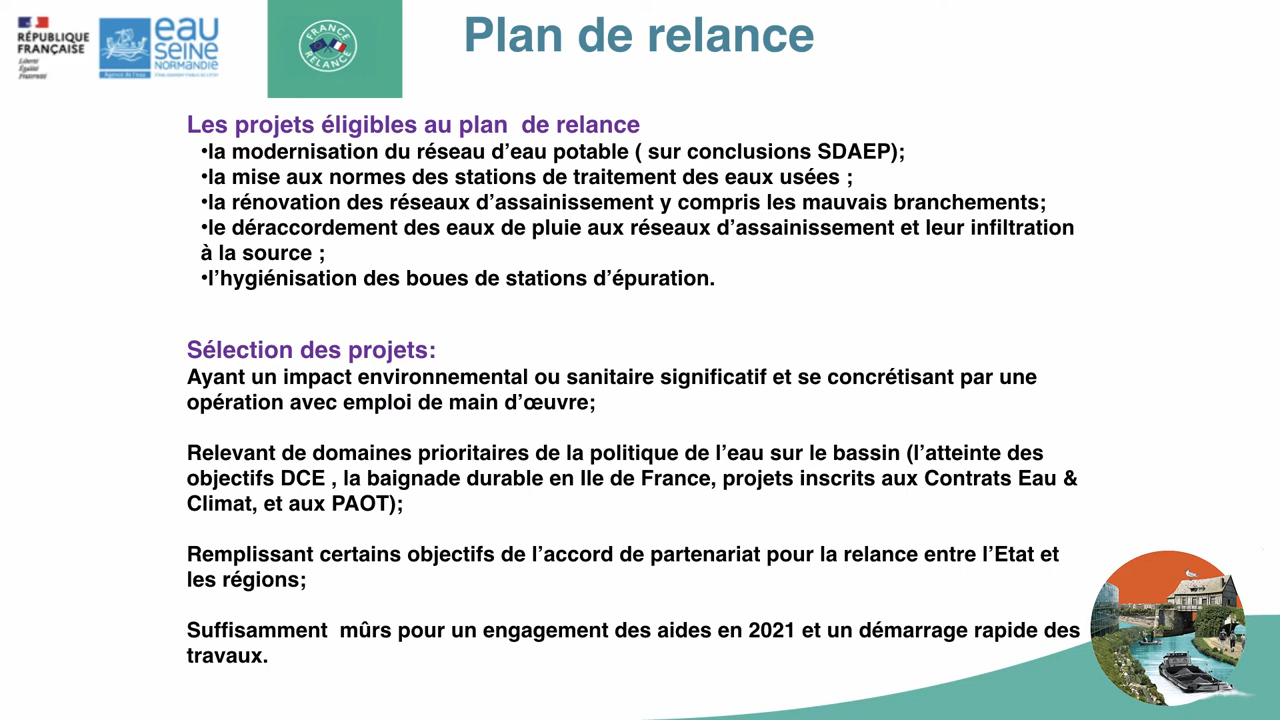 RÉPUBLIQUE
FRANÇAISE
Liberté
Égalité
Fraternité
eau
SEINE
NORMANDIE
Agence de l'eau
FRANCE
RELANCE
Plan de relance
Les projets éligibles au plan  de relance
•la modernisation du réseau d’eau potable ( sur conclusions SDAEP);
•la mise aux normes des stations de traitement des eaux usées ;
•la rénovation des réseaux d’assainissement y compris les mauvais branchements;
•le déraccordement des eaux de pluie aux réseaux d’assainissement et leur infiltration
à la source ;
•l’hygiénisation des boues de stations d’épuration.
Sélection des projets:
Ayant un impact environnemental ou sanitaire significatif et se concrétisant par une
opération avec emploi de main d’œuvre;
Relevant de domaines prioritaires de la politique de l’eau sur le bassin (l’atteinte des
objectifs DCE , la baignade durable en Ile de France, projets inscrits aux Contrats Eau &
Climat, et aux PAOT);
Remplissant certains objectifs de l’accord de partenariat pour la relance entre l’Etat et
les régions;
Suffisamment  mûrs pour un engagement des aides en 2021 et un démarrage rapide des
travaux.